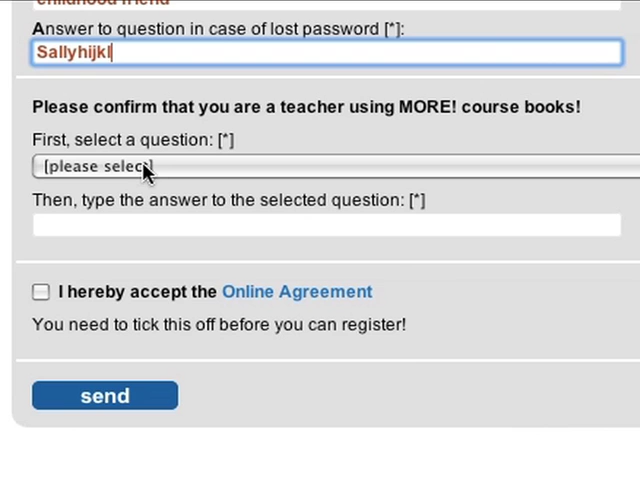 childhood friend
Answer to question in case of lost password [*]:
Sallyhijkl
Please confirm that you are a teacher using MORE! course books!
First, select a question: [*]
[please select]
Then, type the answer to the selected question: [*]
I hereby accept the Online Agreement
You need to tick this off before you can register!
send